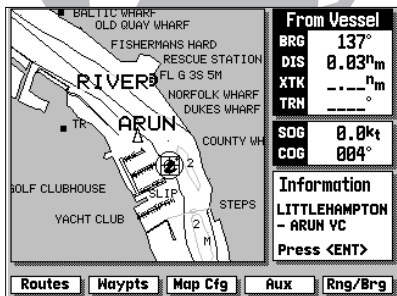 BALTIC WHARF
OLD QUAY WHARF
FISHERMANS HARD
RESCUE STATION
FL G 3S 5M
RIVER
NORFOLK WHARF
DUKES WHARF
TR
ARUN
COUNTY WH
2
GOLF CLUBHOUSE
SLIP
STEPS
YACHT CLUB
2
M
From Vessel
BRG 137°
DIS 0.03nm
XTK _.__nm
TRN ___°
SOG 0.0kt
COG 004°
Information
LITTLEHAMPTON
- ARUN YC
Press <ENT>
Routes Waypts Map Cfg Aux Rng/Brg